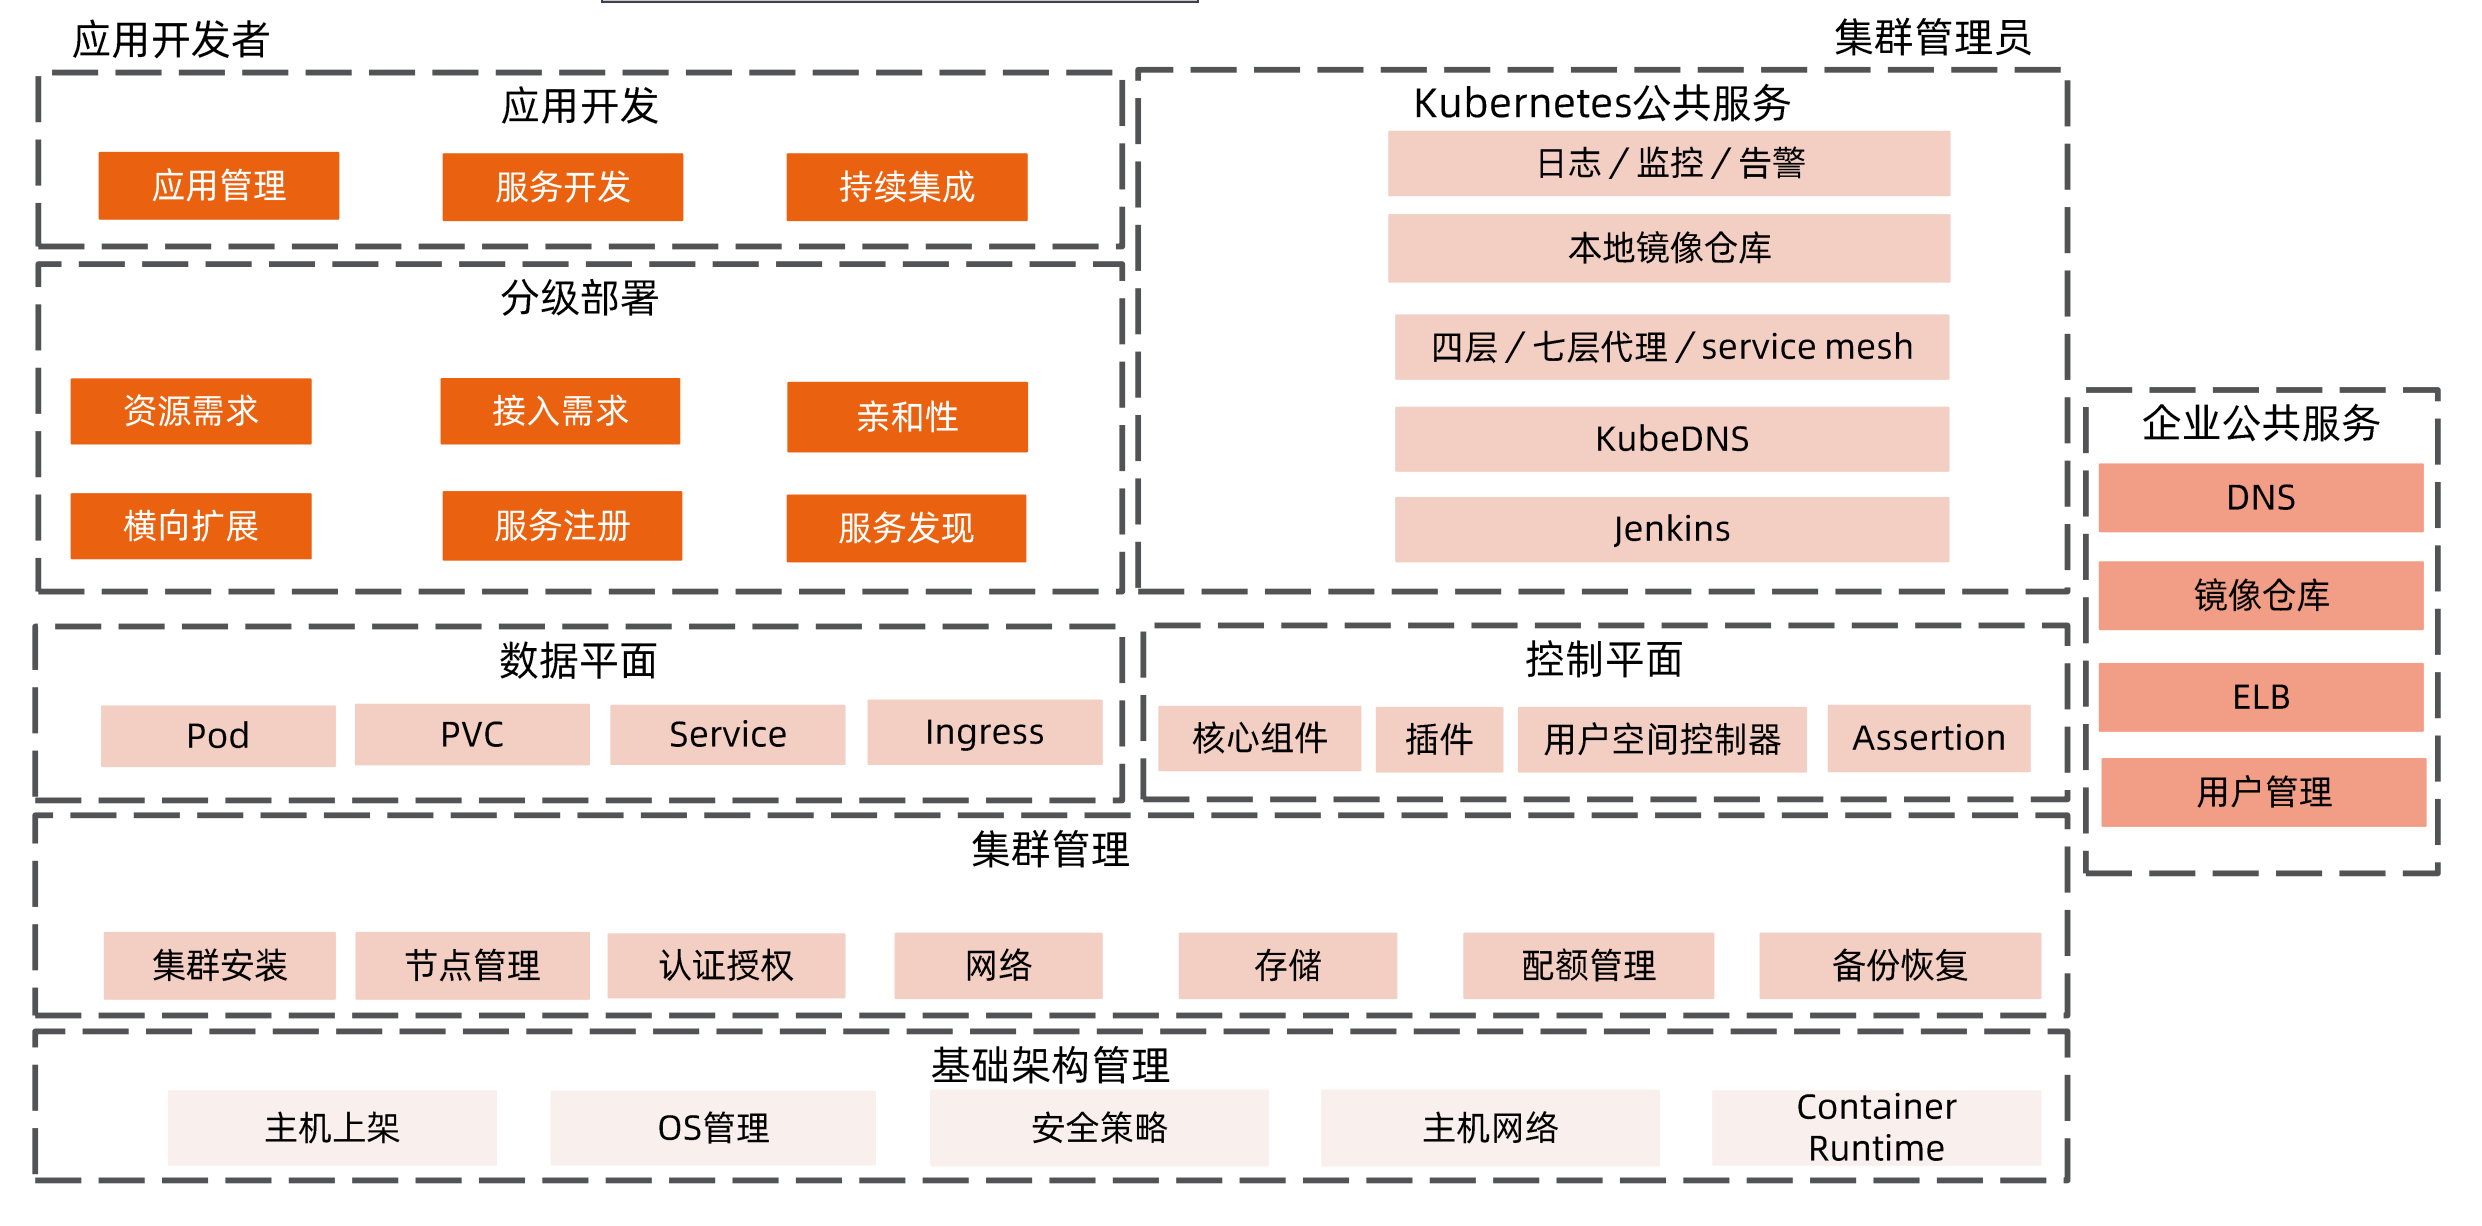 应用开发者
集群管理员
应用开发
应用管理
服务开发
持续集成
分级部署
资源需求
接入需求
亲和性
横向扩展
服务注册
服务发现
Kubernetes公共服务
日志／监控／告警
本地镜像仓库
四层／七层代理／service mesh
KubeDNS
Jenkins
企业公共服务
DNS
镜像仓库
ELB
用户管理
数据平面
Pod
PVC
Service
Ingress
控制平面
核心组件
插件
用户空间控制器
Assertion
集群管理
集群安装
节点管理
认证授权
网络
存储
配额管理
备份恢复
基础架构管理
主机上架
OS管理
安全策略
主机网络
Container
Runtime